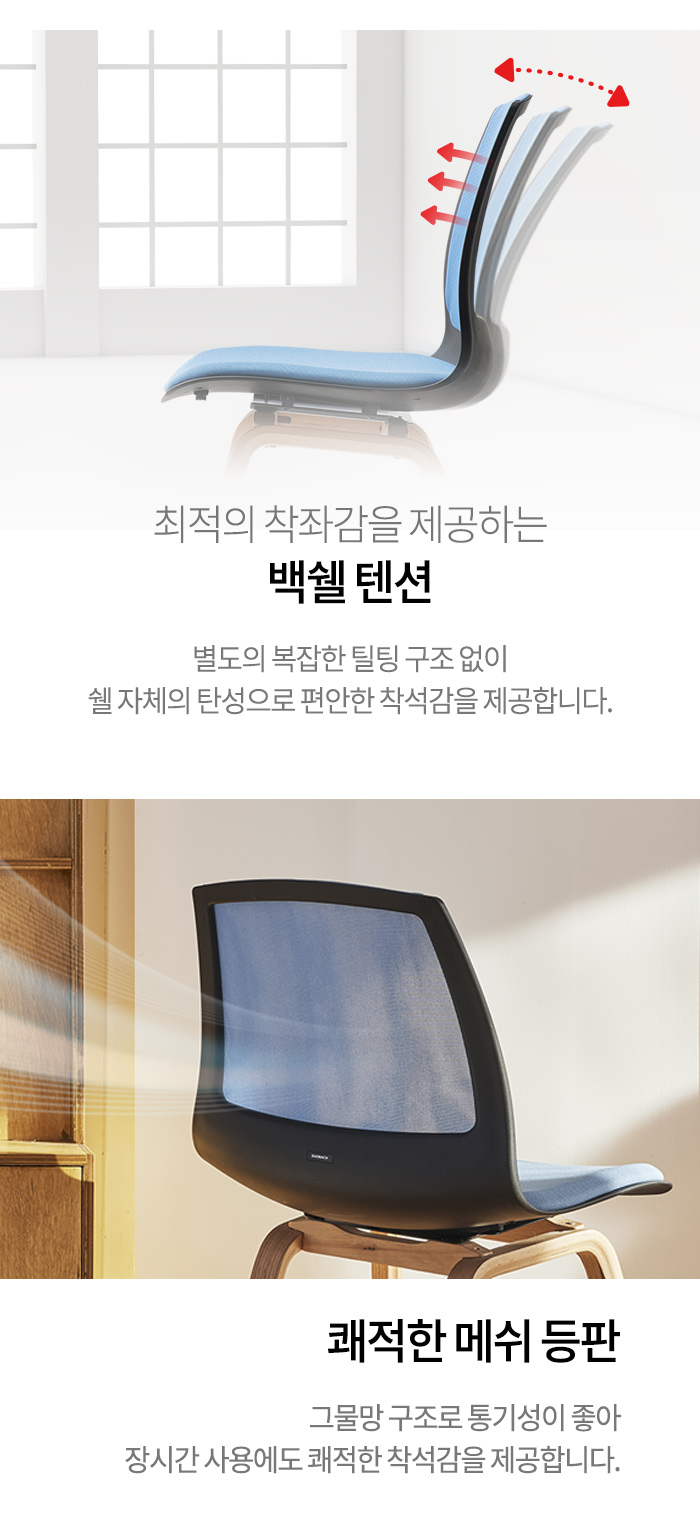 최적의 착좌감을 제공하는
백쉘 텐션
별도의 복잡한 틸팅 구조 없이
쉘 자체의 탄성으로 편안한 착석감을 제공합니다.
쾌적한 메쉬 등판
그물망 구조로 통기성이 좋아
장시간 사용에도 쾌적한 착석감을 제공합니다.